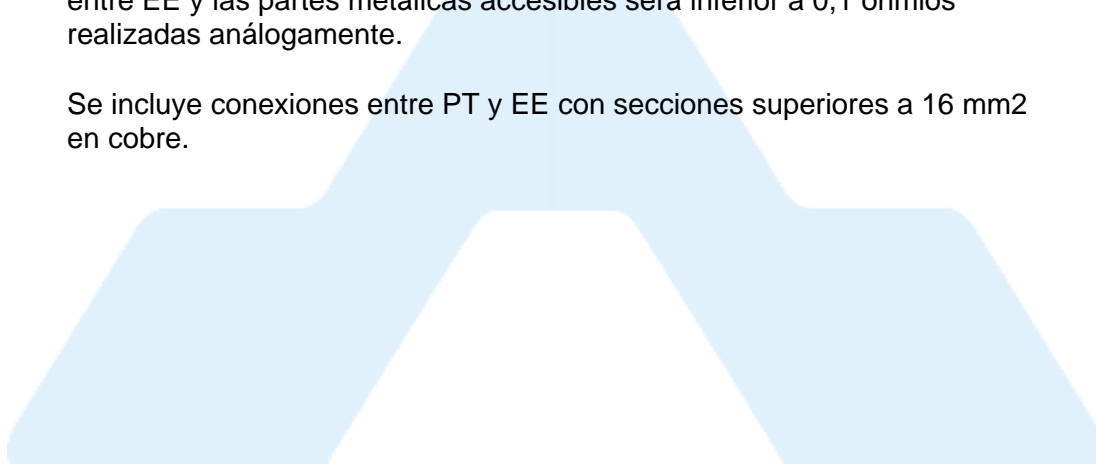 entre EE y las partes metálicas accesibles será inferior a 0,1 ohmios
realizadas análogamente.
Se incluye conexiones entre PT y EE con secciones superiores a 16 mm2
en cobre.